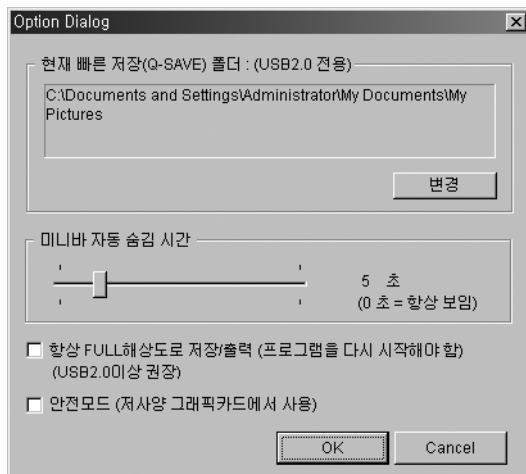 Option Dialog
현재 빠른 저장(Q-SAVE) 폴더 : (USB2.0 전용)
C:\Documents and Settings\Administrator\My Documents\My
Pictures
변경
미니바 자동 숨김 시간
5 초
(0 초 = 항상 보임)
항상 FULL해상도로 저장/출력 (프로그램을 다시 시작해야 함)
(USB2.0이상 권장)
안전모드 (저사양 그래픽카드에서 사용)
OK Cancel